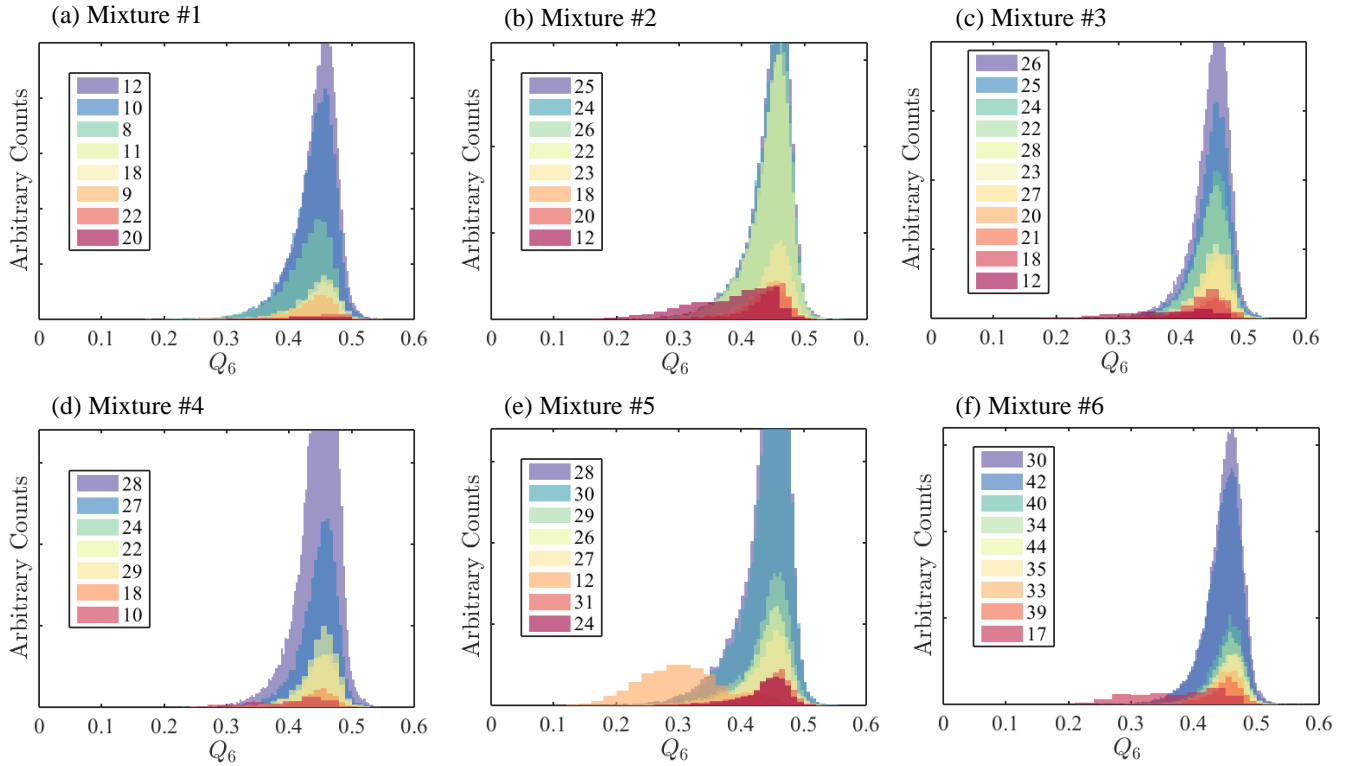 (a) Mixture #1
Arbitrary Counts
12
10
8
11
18
9
22
20
0 0.1 0.2 0.3 0.4 0.5 0.6
Q6
(b) Mixture #2
Arbitrary Counts
25
24
26
22
23
18
20
12
0 0.1 0.2 0.3 0.4 0.5 0.
Q6
(c) Mixture #3
Arbitrary Counts
26
25
24
22
28
23
27
20
21
18
12
0 0.1 0.2 0.3 0.4 0.5 0.6
Q6
(d) Mixture #4
Arbitrary Counts
28
27
24
22
29
18
10
0 0.1 0.2 0.3 0.4 0.5 0.6
Q6
(e) Mixture #5
Arbitrary Counts
28
30
29
26
27
12
31
24
0 0.1 0.2 0.3 0.4 0.5 0.6
Q6
(f) Mixture #6
Arbitrary Counts
30
42
40
34
44
35
33
39
17
0 0.1 0.2 0.3 0.4 0.5 0.6
Q6